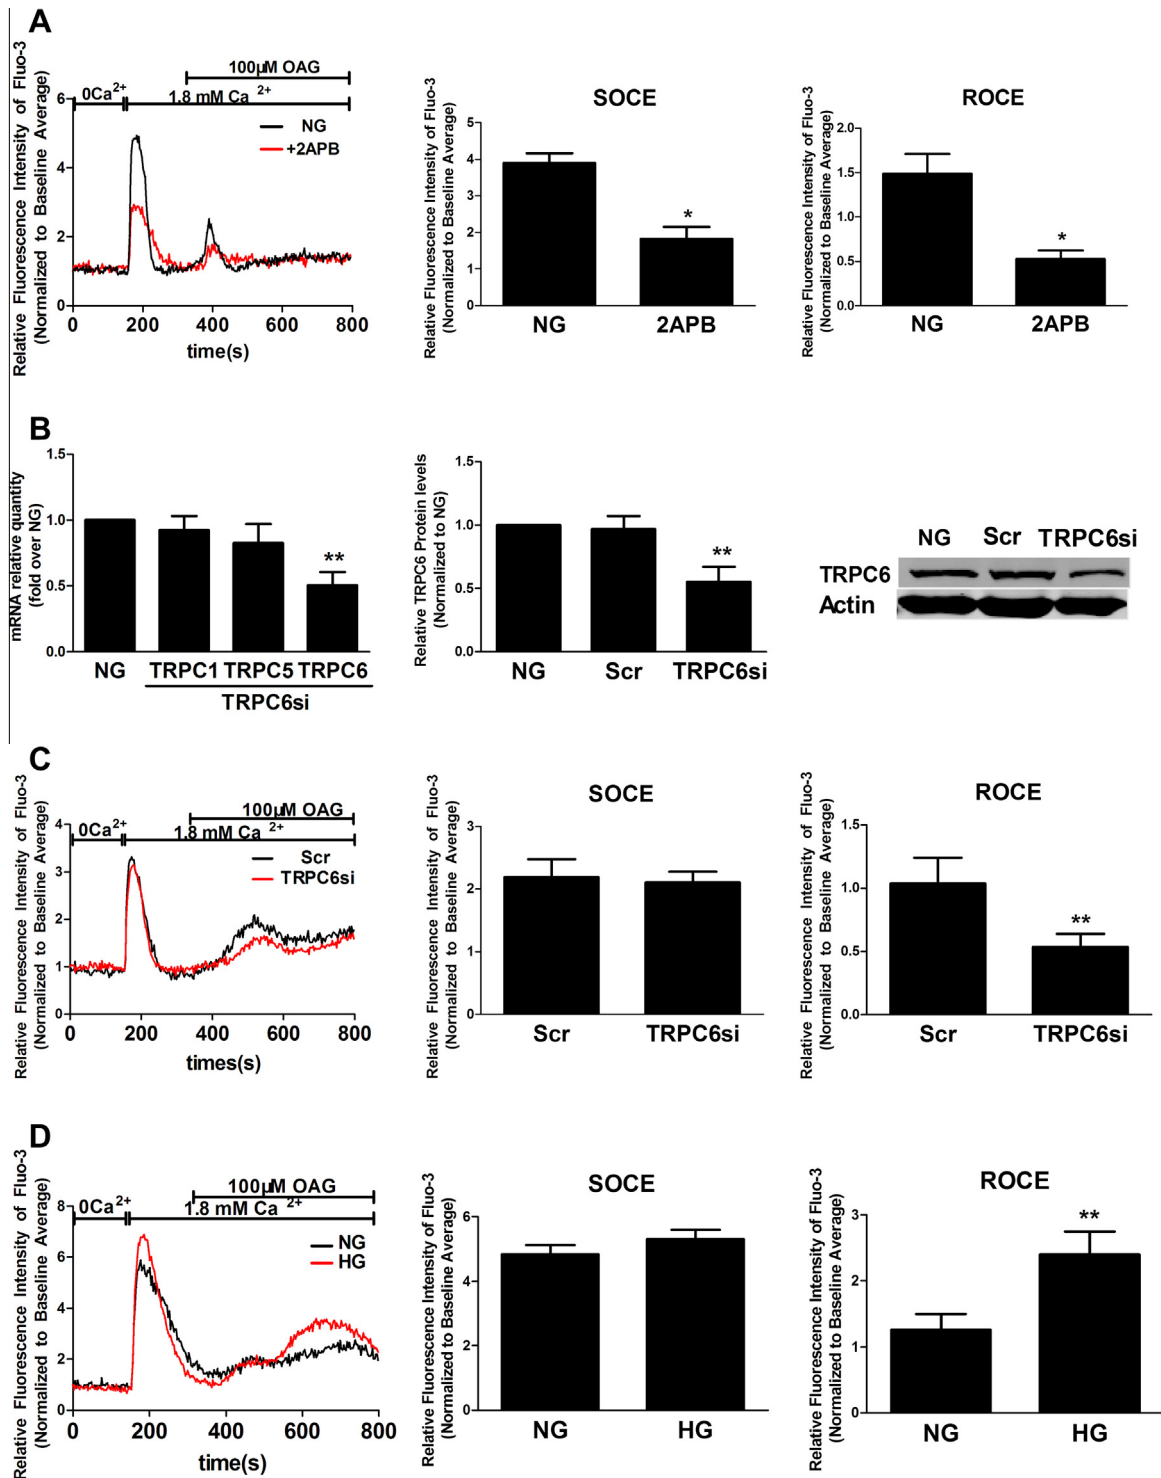 A
Relative Fluorescence Intensity of Fluo-3
(Normalized to Baseline Average)
100µM OAG
0Ca2+
1.8 mM Ca 2+
NG
+2APB
6
4
2
0
0 200 400 600 800
time(s)
SOCE
Relative Fluorescence Intensity of Fluo-3
(Normalized to Baseline Average)
5
4
3
2
1
0
*
NG 2APB
ROCE
Relative Fluorescence Intensity of Fluo-3
(Normalized to Baseline Average)
2.0
1.5
1.0
0.5
0.0
*
NG 2APB
B
mRNA relative quantity
(fold over NG)
1.5
1.0
0.5
0.0
**
NG TRPC1 TRPC5 TRPC6
TRPC6si
Relative TRPC6 Protein levels
(Normalized to NG)
1.5
1.0
0.5
0.0
**
NG Scr TRPC6si
NG Scr TRPC6si
TRPC6
Actin
C
Relative Fluorescence Intensity of Fluo-3
(Normalized to Baseline Average)
100µM OAG
0Ca2+
1.8 mM Ca 2+
Scr
TRPC6si
4
3
2
1
0
0 200 400 600 800
times(s)
SOCE
Relative Fluorescence Intensity of Fluo-3
(Normalized to Baseline Average)
3
2
1
0
Scr TRPC6si
ROCE
Relative Fluorescence Intensity of Fluo-3
(Normalized to Baseline Average)
1.5
1.0
0.5
0.0
**
Scr TRPC6si
D
Relative Fluorescence Intensity of Fluo-3
(Normalized to Baseline Average)
100µM OAG
0Ca2+
1.8 mM Ca 2+
NG
HG
8
6
4
2
0
0 200 400 600 800
time(s)
SOCE
Relative Fluorescence Intensity of Fluo-3
(Normalized to Baseline Average)
6
4
2
0
NG HG
ROCE
Relative Fluorescence Intensity of Fluo-3
(Normalized to Baseline Average)
3
2
1
0
**
NG HG